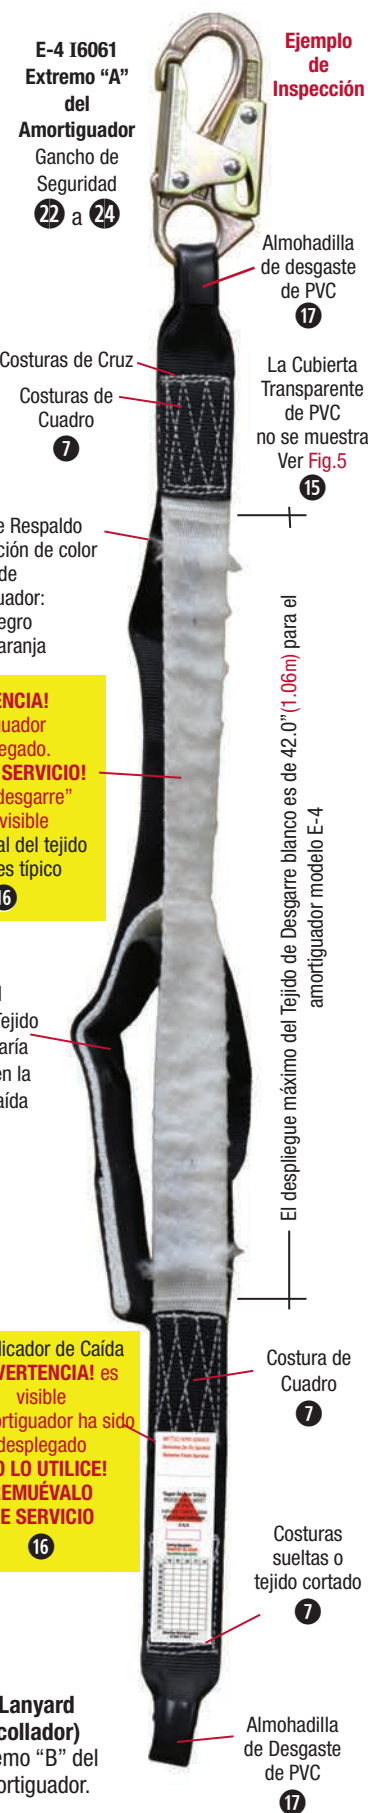 E-4 I6061
Extremo “A”
del
Amortiguador
Gancho de
Seguridad
22 a 24
Ejemplo
de
Inspección
Almohadilla
de desgaste
de PVC
17
Costuras de Cruz
Costuras de
Cuadro
7
La Cubierta
Transparente
de PVC
no se muestra
Ver Fig.5
15
e Respaldo
ción de color
de
uador:
egro
aranja
ENCIA!
guador
legado.
SERVICIO!
desgarre”
visible
al del tejido
es típico
16
El despliegue máximo del Tejido de Desgarre blanco es de 42.0”(1.06m) para el
amortiguador modelo E-4
Tejido
aría
en la
aída
licador de Caída
VERTENCIA! es
visible
ortiguador ha sido
desplegado
O LO UTILICE!
REMUÉVALO
E SERVICIO
16
Costura de
Cuadro
7
Costuras
sueltas o
tejido cortado
7
Lanyard
collador)
emo “B” del
ortiguador.
Almohadilla
de Desgaste
de PVC
17